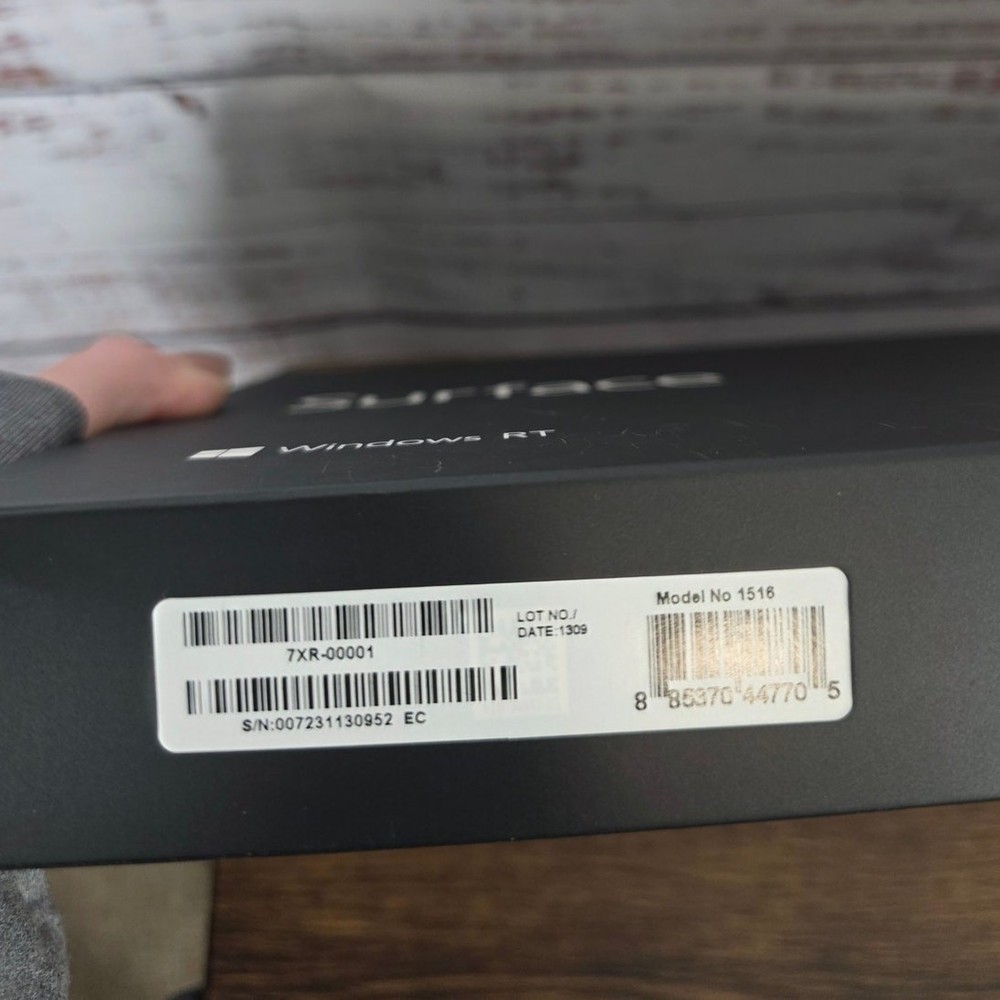 Surface
Windows RT
7XR-00001
LOT NO./
DATE:1309
S/N:007231130952 EC
Model No 1516
8 85370 44770 5